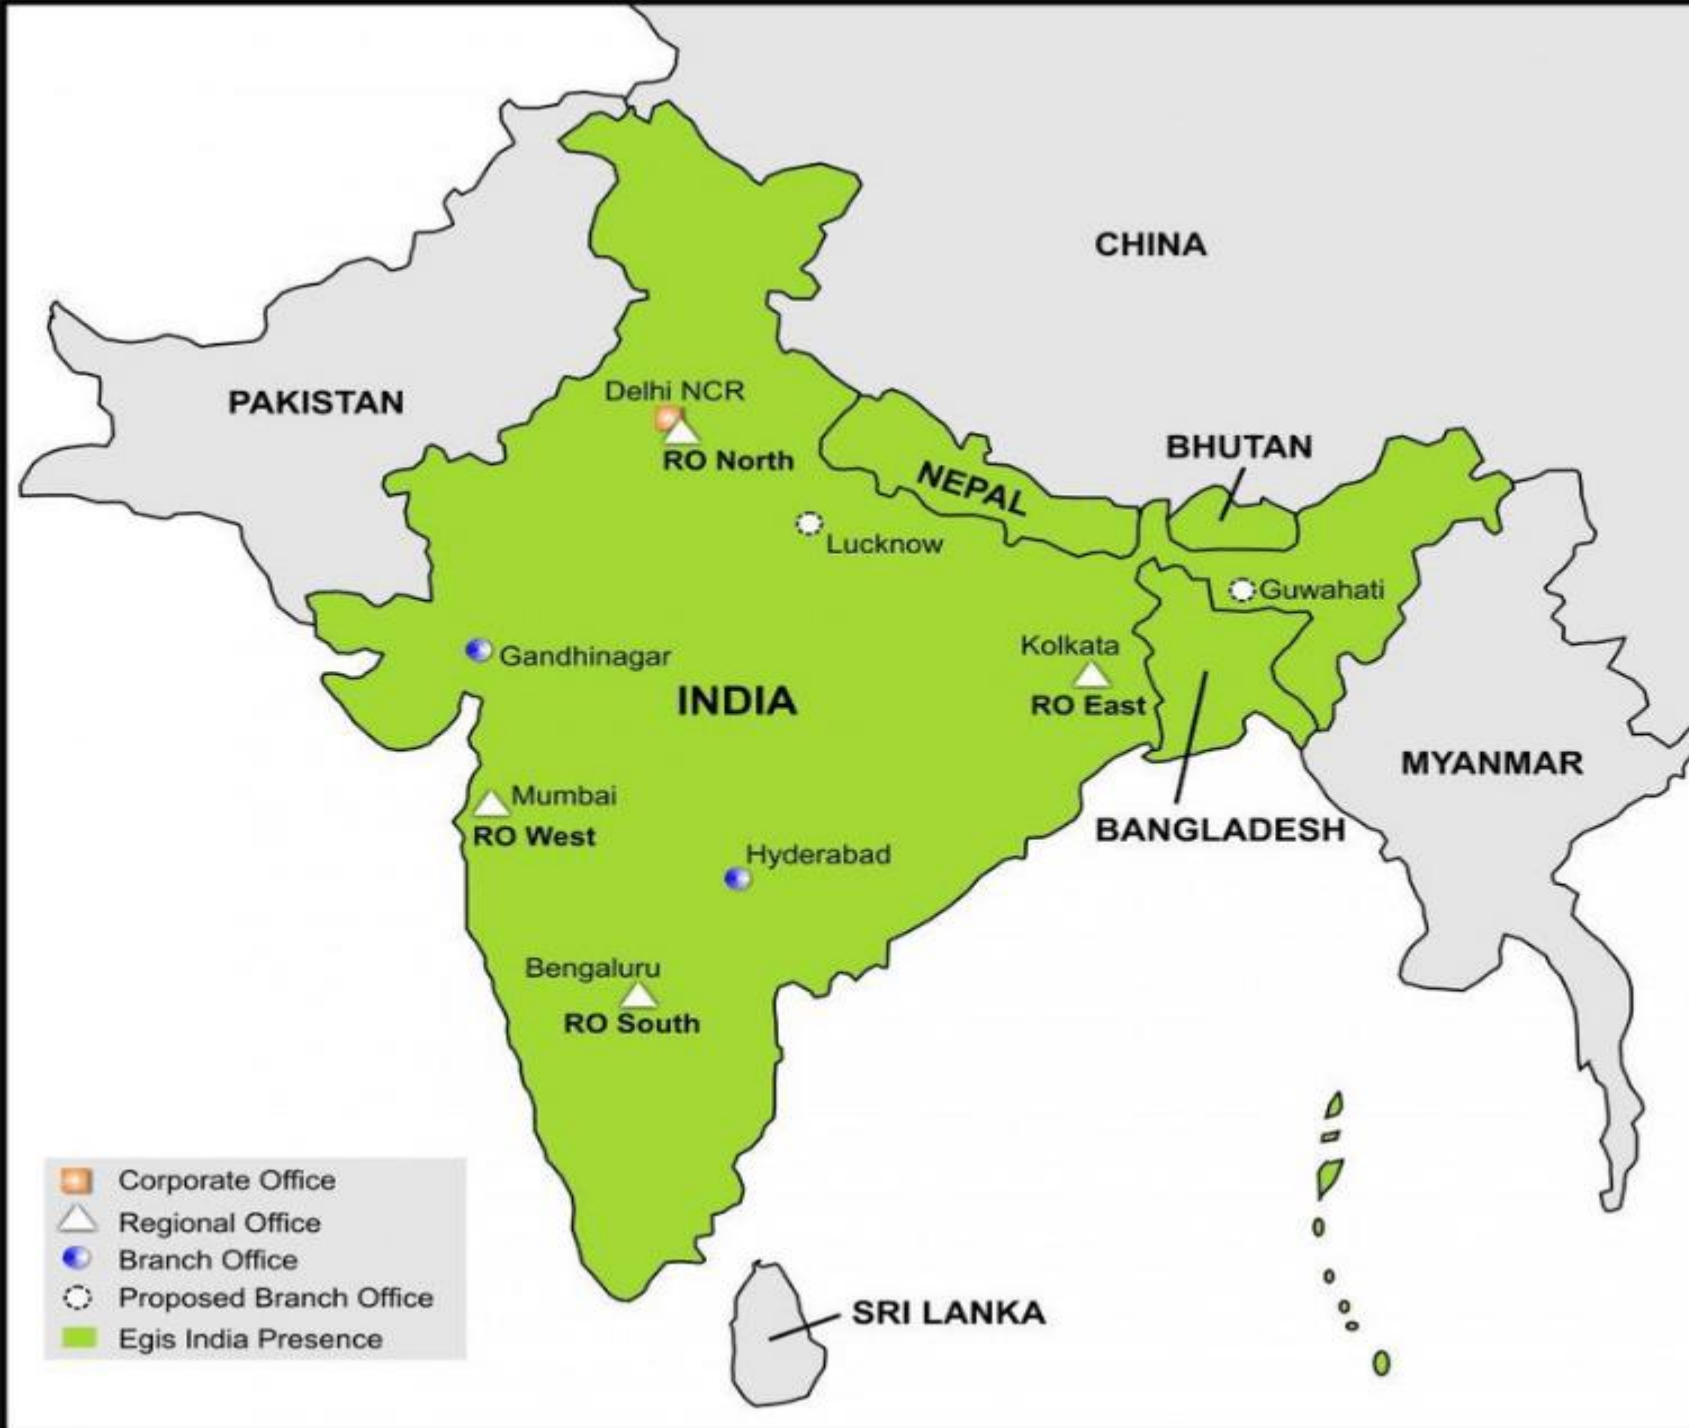 CHINA
Delhi NCR
PAKISTAN
RO North
BHUTAN
NEPAL
Lucknow
Guwahati
Kolkata
Gandhinagar
INDIA
RO East
MYANMAR
Mumbai
RO West
BANGLADESH
Hyderabad
Bengaluru
RO South
Corporate Office
Regional Office
Branch Office
Proposed Branch Office
Egis India Presence
SRI LANKA